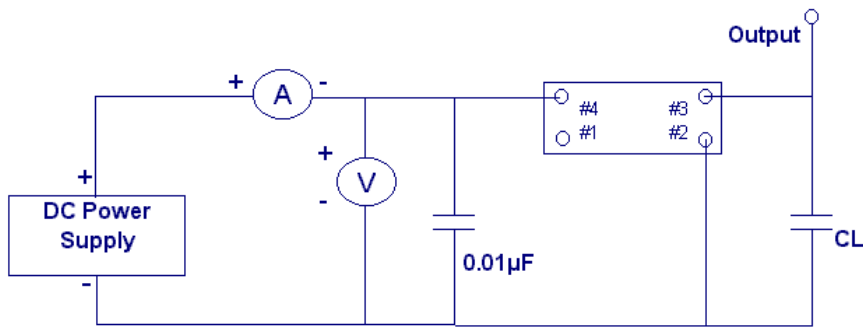 Output
+
A
-
#4
#3
#1
#2
+
V
-
+
DC Power
Supply
-
0.01µF
CL